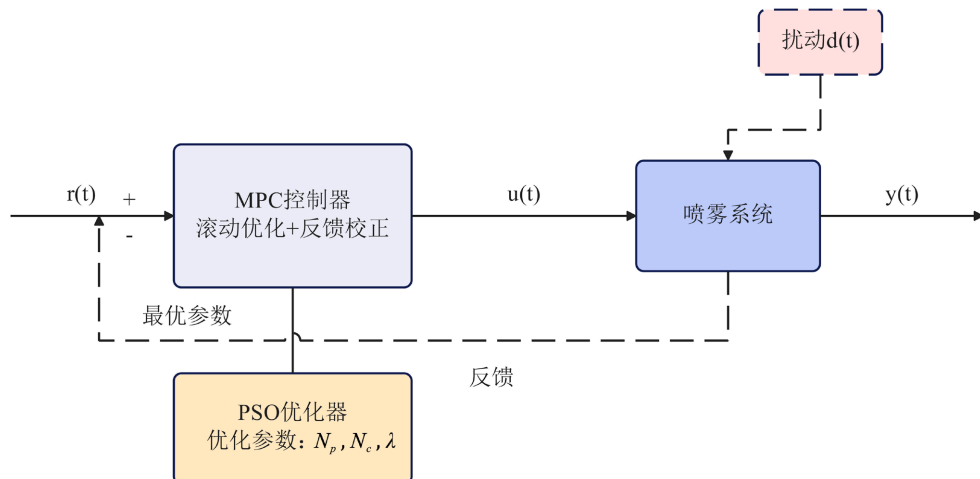 扰动d(t)
r(t)
+
-
MPC控制器
滚动优化+反馈校正
u(t)
喷雾系统
y(t)
最优参数
反馈
PSO优化器
优化参数：Nₚ,N꜀,λ